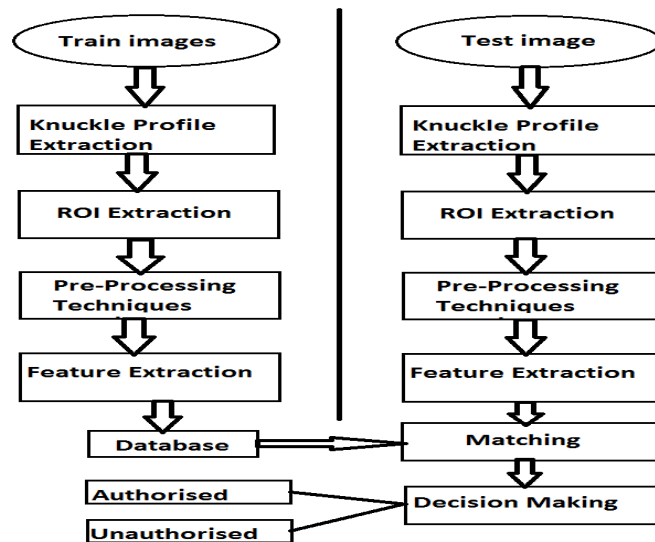 Train images
Knuckle Profile
Extraction
ROI Extraction
Pre-Processing
Techniques
Feature Extraction
Database
Authorised
Unauthorised
Test image
Knuckle Profile
Extraction
ROI Extraction
Pre-Processing
Techniques
Feature Extraction
Matching
Decision Making